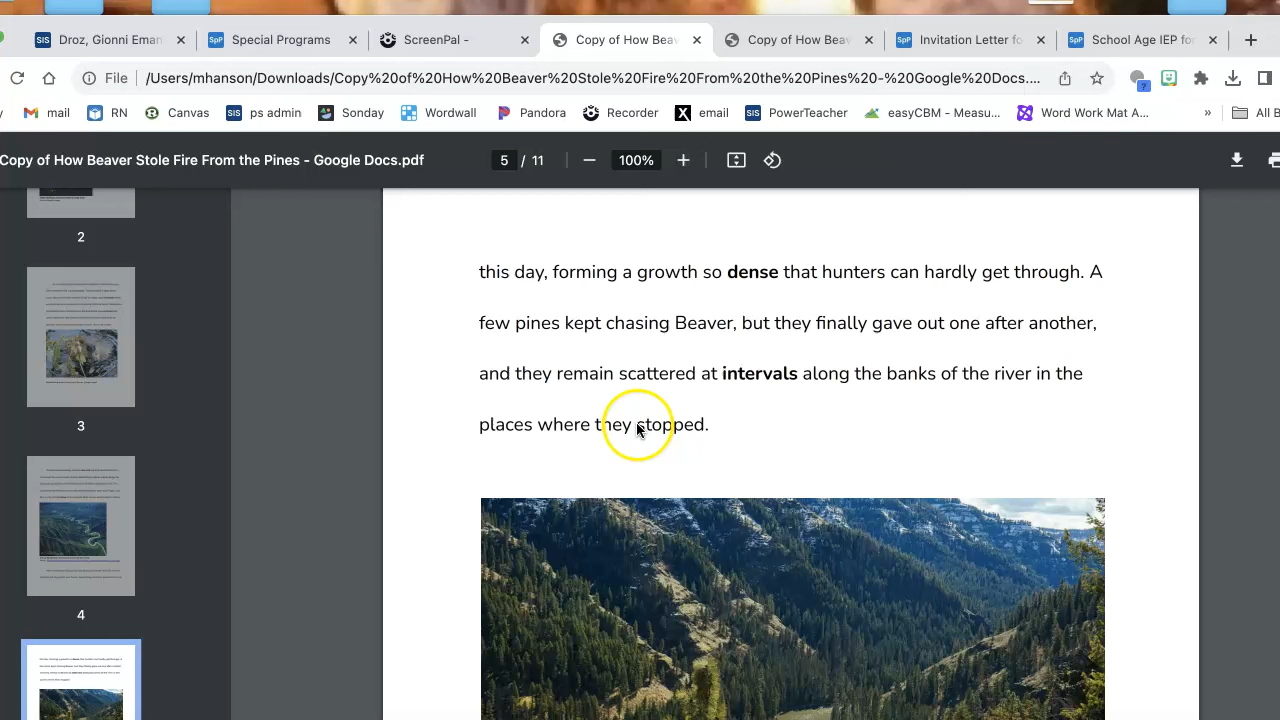 Droz, Gionni Eman
Special Programs
ScreenPal -
Copy of How Beav
Copy of How Beav
Invitation Letter fo
School Age IEP for
File
/Users/mhanson/Downloads/Copy%20of%20How%20Beaver%20Stole%20Fire%20From%20the%20Pines%20-%20Google%20Docs....
mail
RN
Canvas
ps admin
Sonday
Wordwall
Pandora
Recorder
email
PowerTeacher
easyCBM - Measu...
Word Work Mat A...
»
All B
Copy of How Beaver Stole Fire From the Pines - Google Docs.pdf
5 / 11
100%
2
3
4
this day, forming a growth so dense that hunters can hardly get through. A
few pines kept chasing Beaver, but they finally gave out one after another,
and they remain scattered at intervals along the banks of the river in the
places where they stopped.